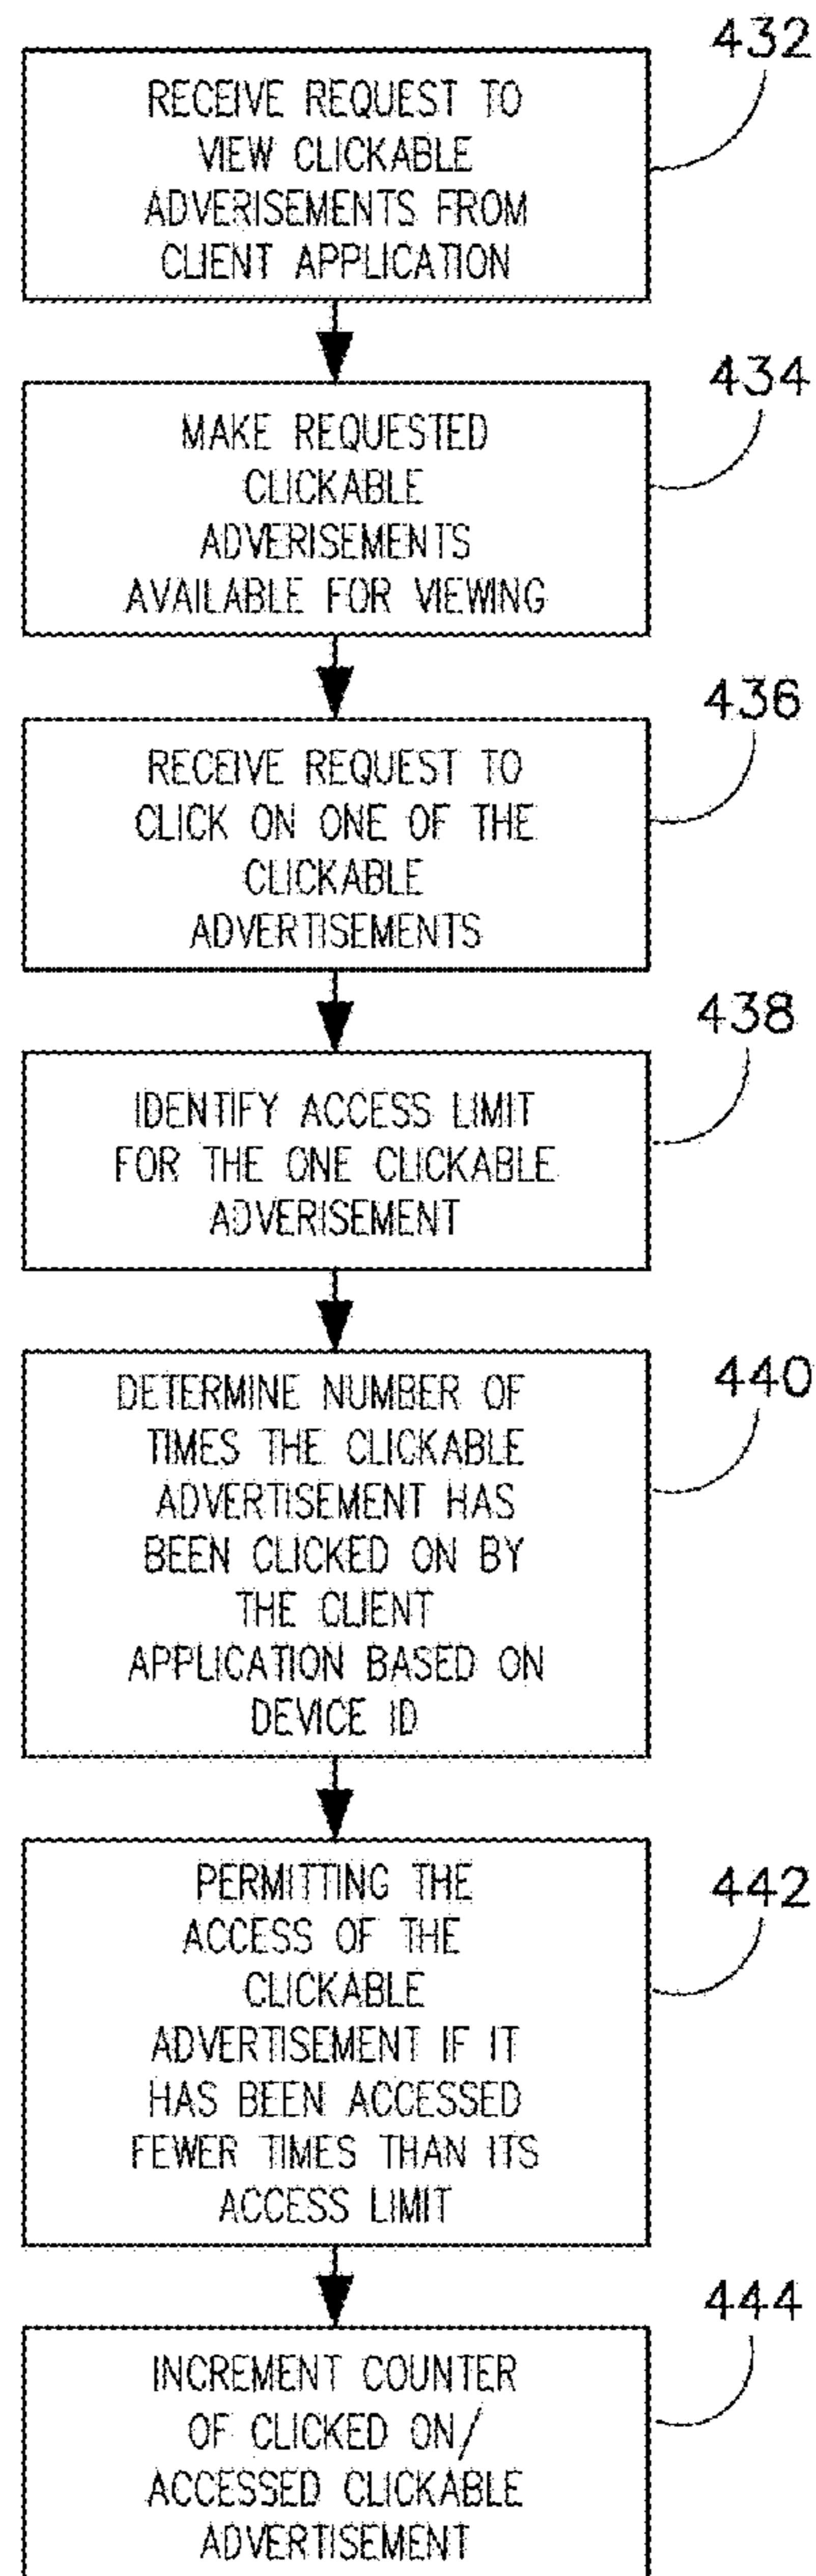 432
RECEIVE REQUEST TO
VIEW CLICKABLE
ADVERISEMENTS FROM
CLIENT APPLICATION
434
MAKE REQUESTED
CLICKABLE
ADVERISEMENTS
AVAILABLE FOR VIEWING
436
RECEIVE REQUEST TO
CLICK ON ONE OF THE
CLICKABLE
ADVERTISEMENTS
438
IDENTIFY ACCESS LIMIT
FOR THE ONE CLICKABLE
ADVERISEMENT
440
DETERMINE NUMBER OF
TIMES THE CLICKABLE
ADVERTISEMENT HAS
BEEN CLICKED ON BY
THE CLIENT
APPLICATION BASED ON
DEVICE ID
442
PERMITTING THE
ACCESS OF THE
CLICKABLE
ADVERTISEMENT IF IT
HAS BEEN ACCESSED
FEWER TIMES THAN ITS
ACCESS LIMIT
444
INCREMENT COUNTER
OF CLICKED ON/
ACCESSED CLICKABLE
ADVERTISEMENT